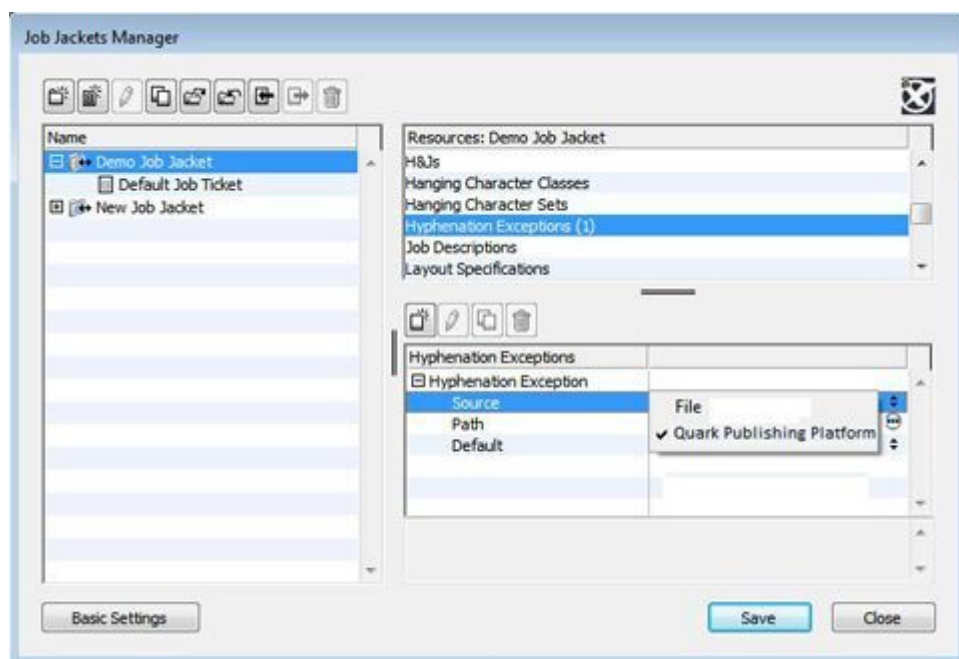 Job Jackets Manager
Name
Demo Job Jacket
Default Job Ticket
New Job Jacket
Resources: Demo Job Jacket
H&Js
Hanging Character Classes
Hanging Character Sets
Hyphenation Exceptions (1)
Job Descriptions
Layout Specifications
Hyphenation Exceptions
Hyphenation Exception
Source
File
Path
Quark Publishing Platform
Default
Basic Settings
Save
Close